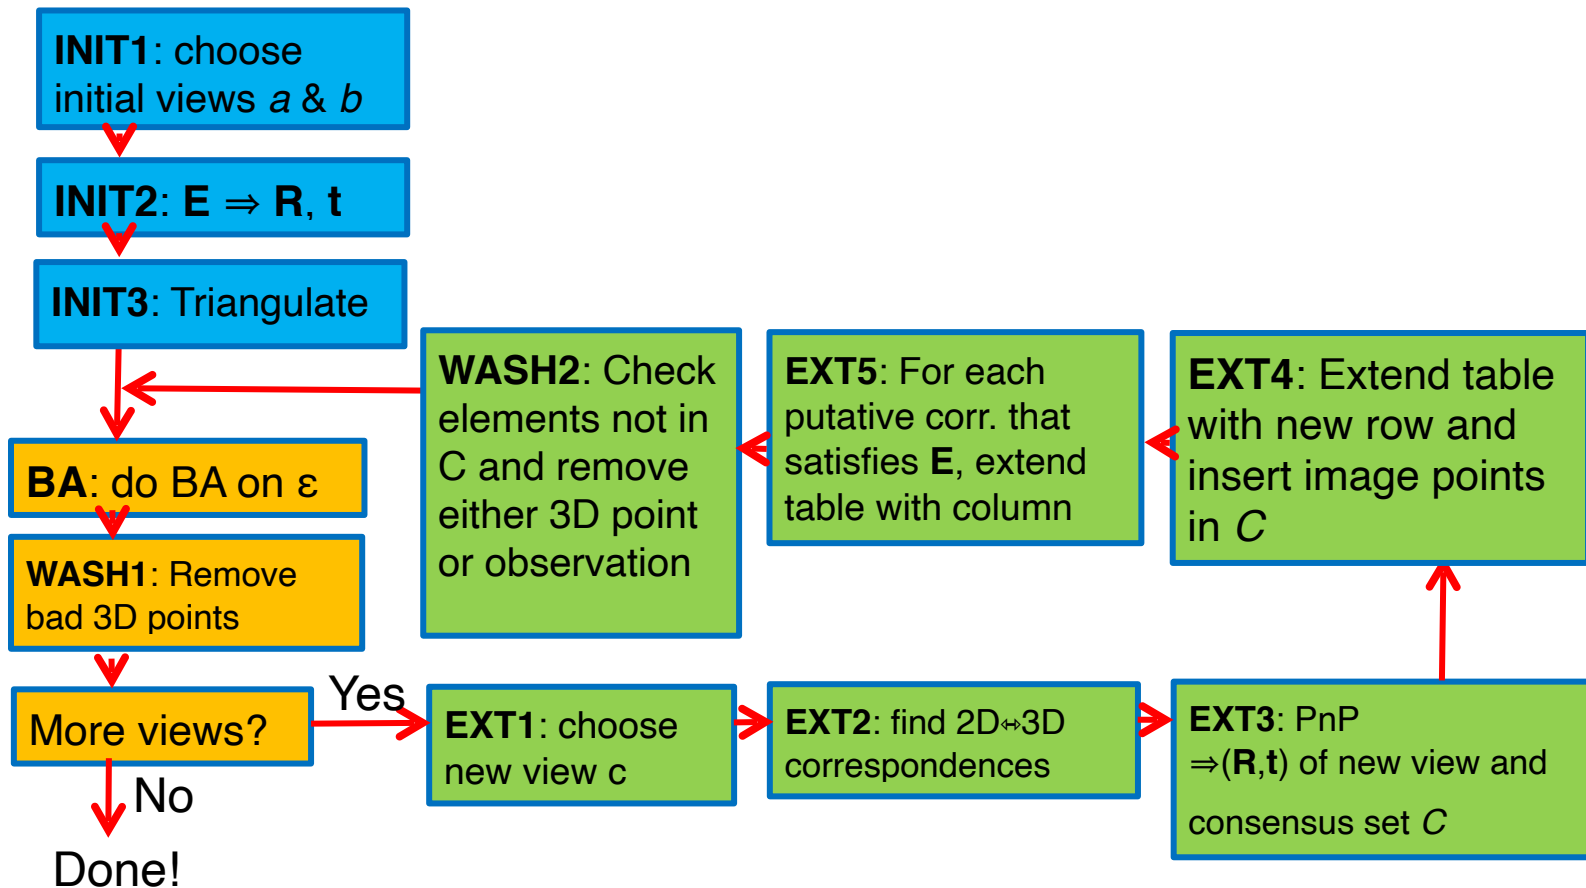 INIT1: choose
initial views a & b
INIT2: E ⇒ R, t
INIT3: Triangulate
BA: do BA on ε
WASH1: Remove
bad 3D points
More views?
Yes
No
Done!
EXT1: choose
new view c
EXT2: find 2D⇔3D
correspondences
EXT3: PnP
⇒(R,t) of new view and
consensus set C
EXT4: Extend table
with new row and
insert image points
in C
EXT5: For each
putative corr. that
satisfies E, extend
table with column
WASH2: Check
elements not in
C and remove
either 3D point
or observation